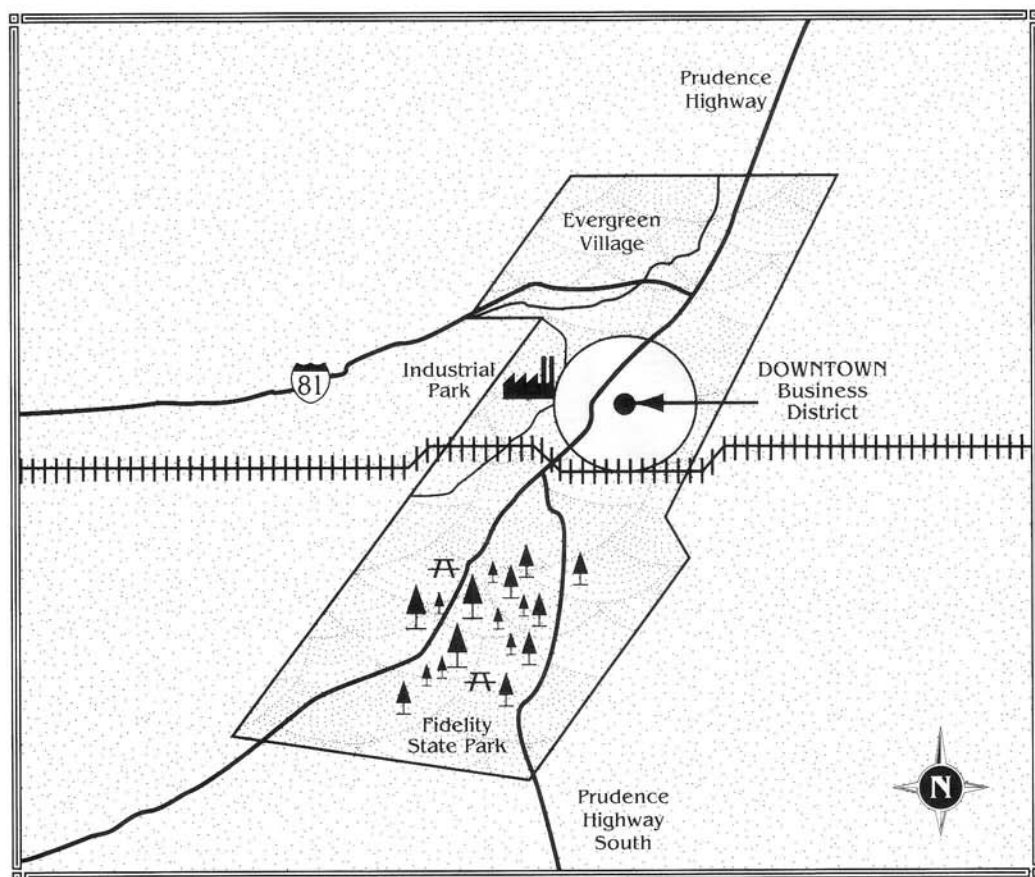 Prudence
Highway
Evergreen
Village
81
Industrial
Park
DOWNTOWN
Business
District
Fidelity
State Park
Prudence
Highway
South
N